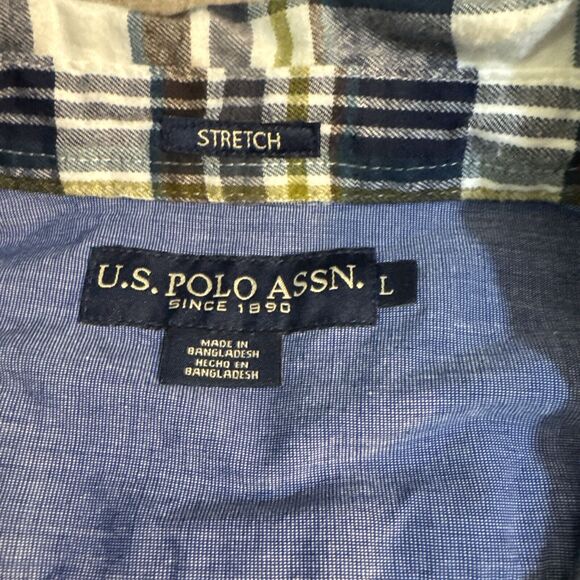 STRETCH
U.S. POLO ASSN.
SINCE 1890
L
MADE IN
BANGLADESH
HECHO EN
BANGLADESH